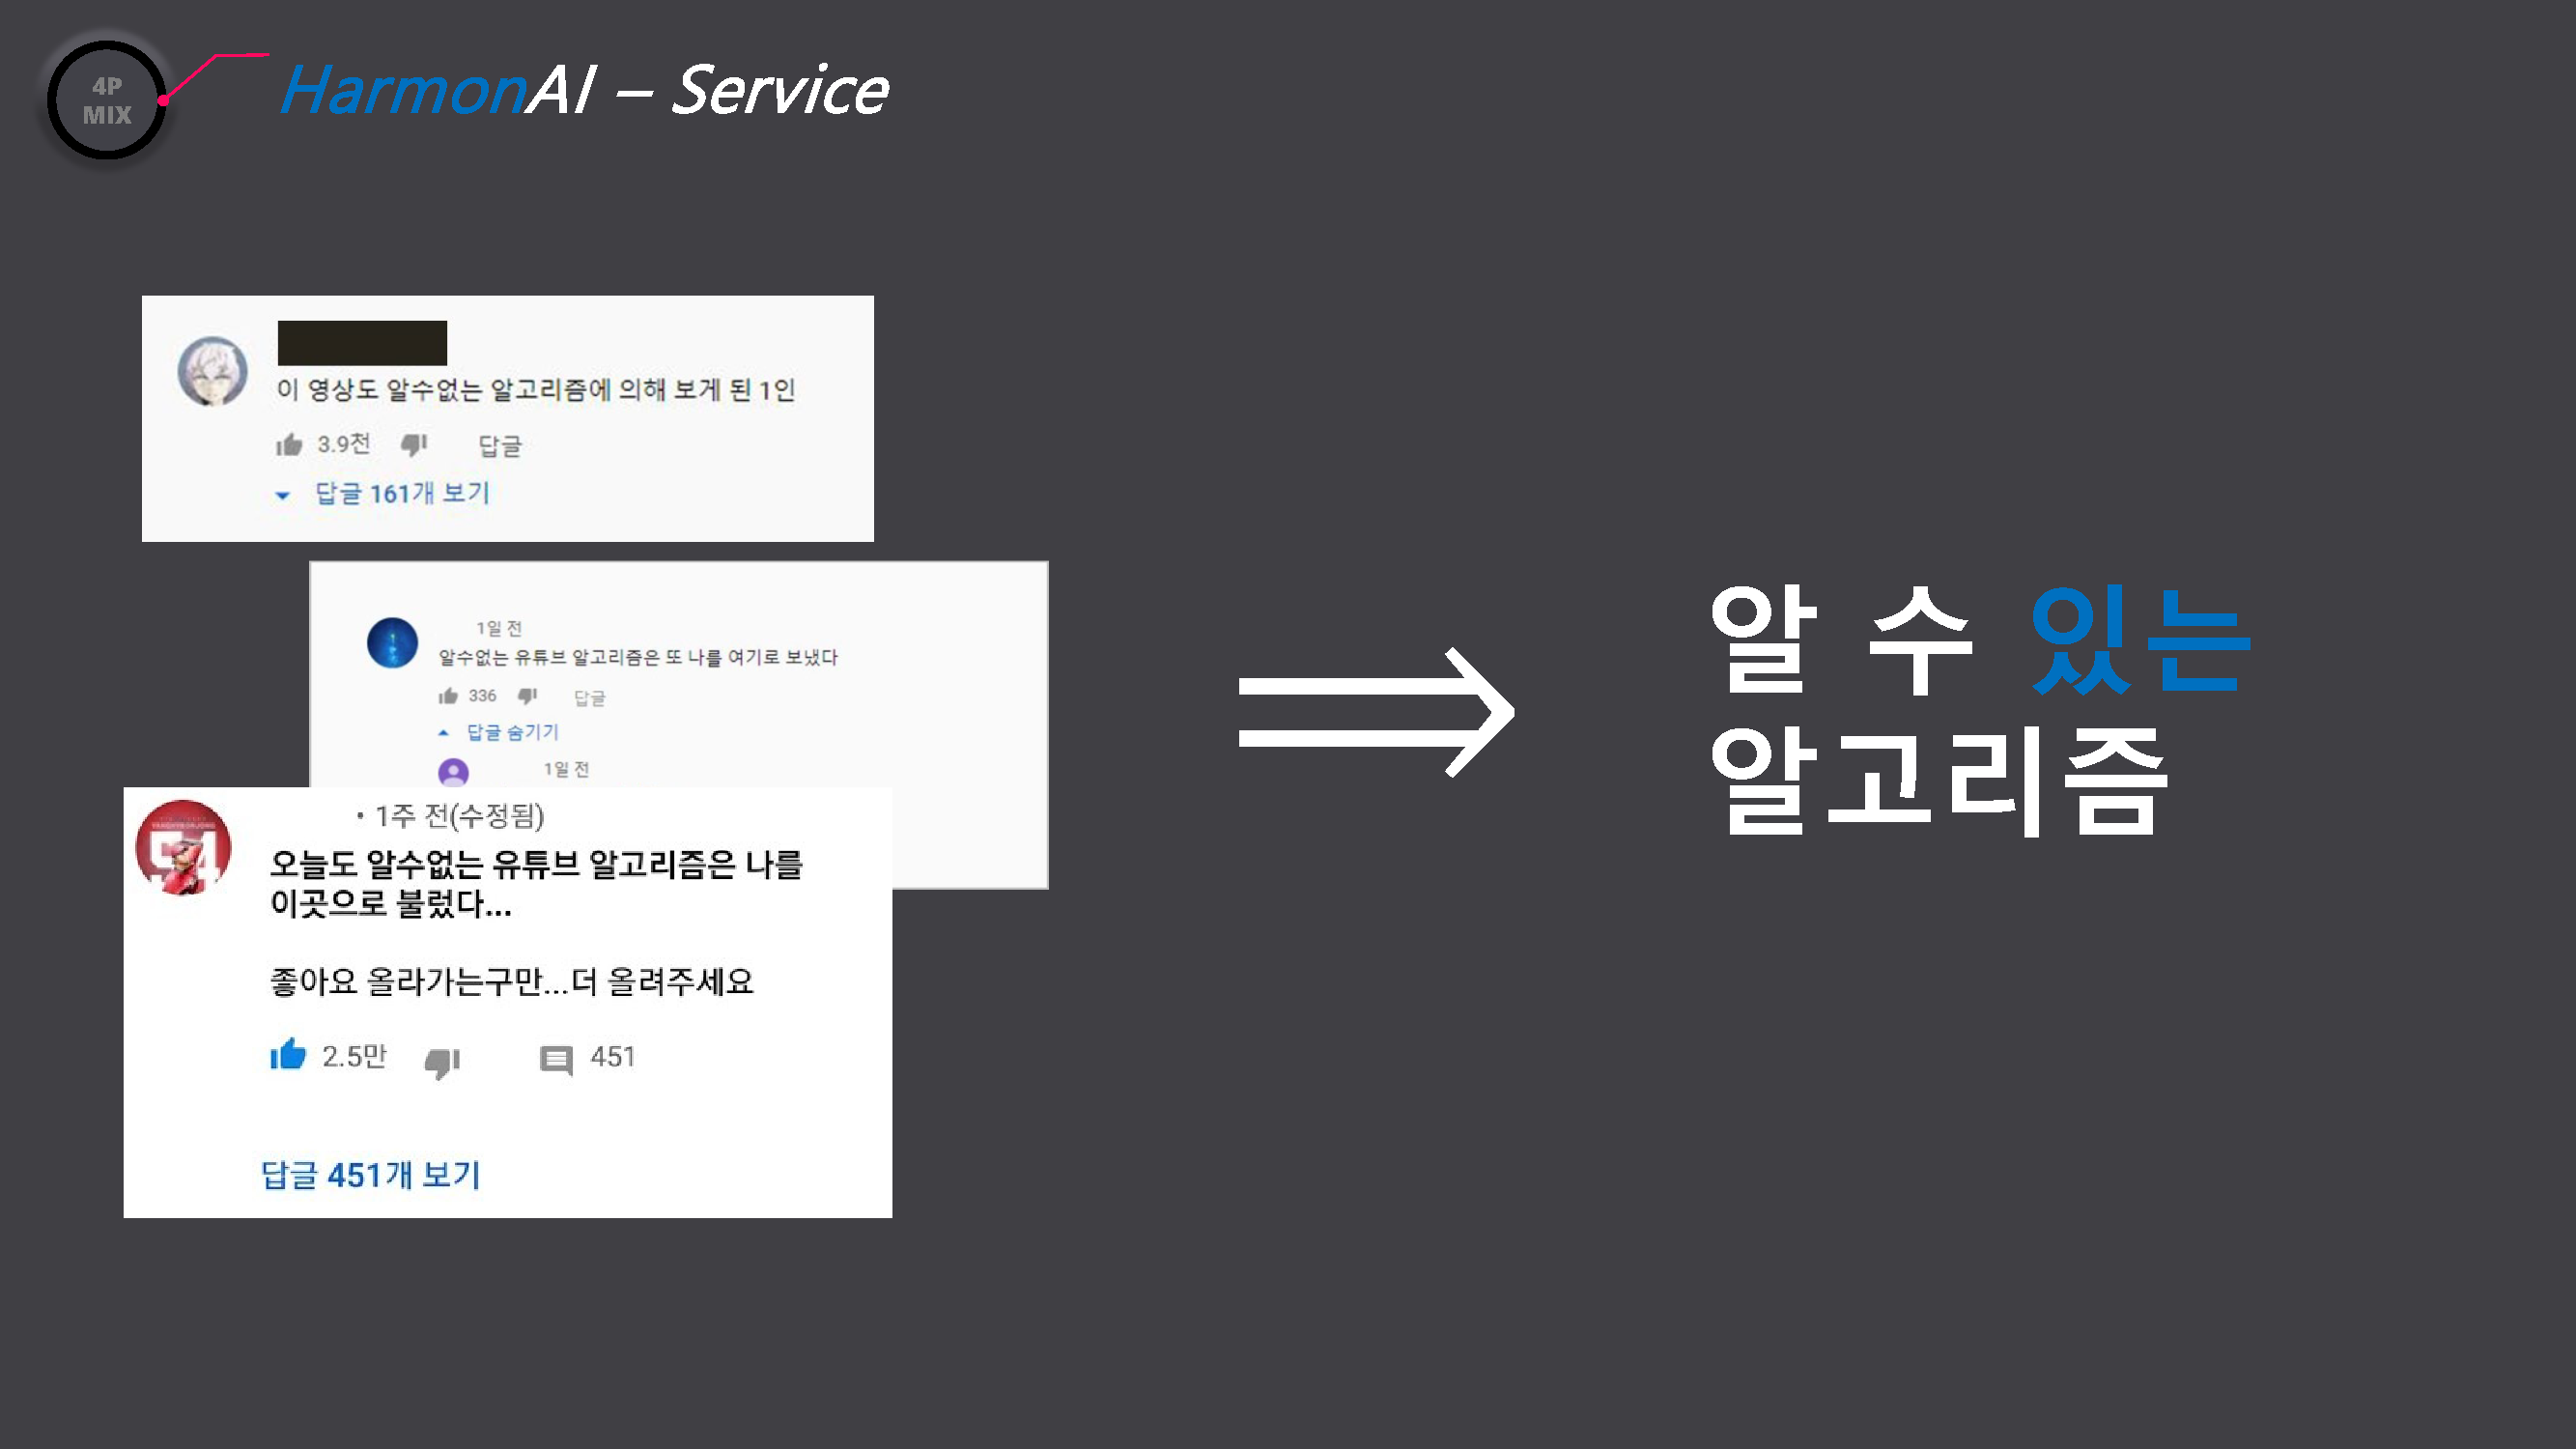 4P
MIX
HarmonAI – Service
이 영상도 알수없는 알고리즘에 의해 보게 된 1인
3.9천 답글
답글 161개 보기
1일 전
알수없는 유튜브 알고리즘은 또 나를 여기로 보냈다
336 답글
답글 숨기기
1일 전
• 1주 전(수정됨)
오늘도 알수없는 유튜브 알고리즘은 나를
이곳으로 불렀다...
좋아요 올라가는구만...더 올려주세요
2.5만 451
답글 451개 보기
알 수 있는
알고리즘